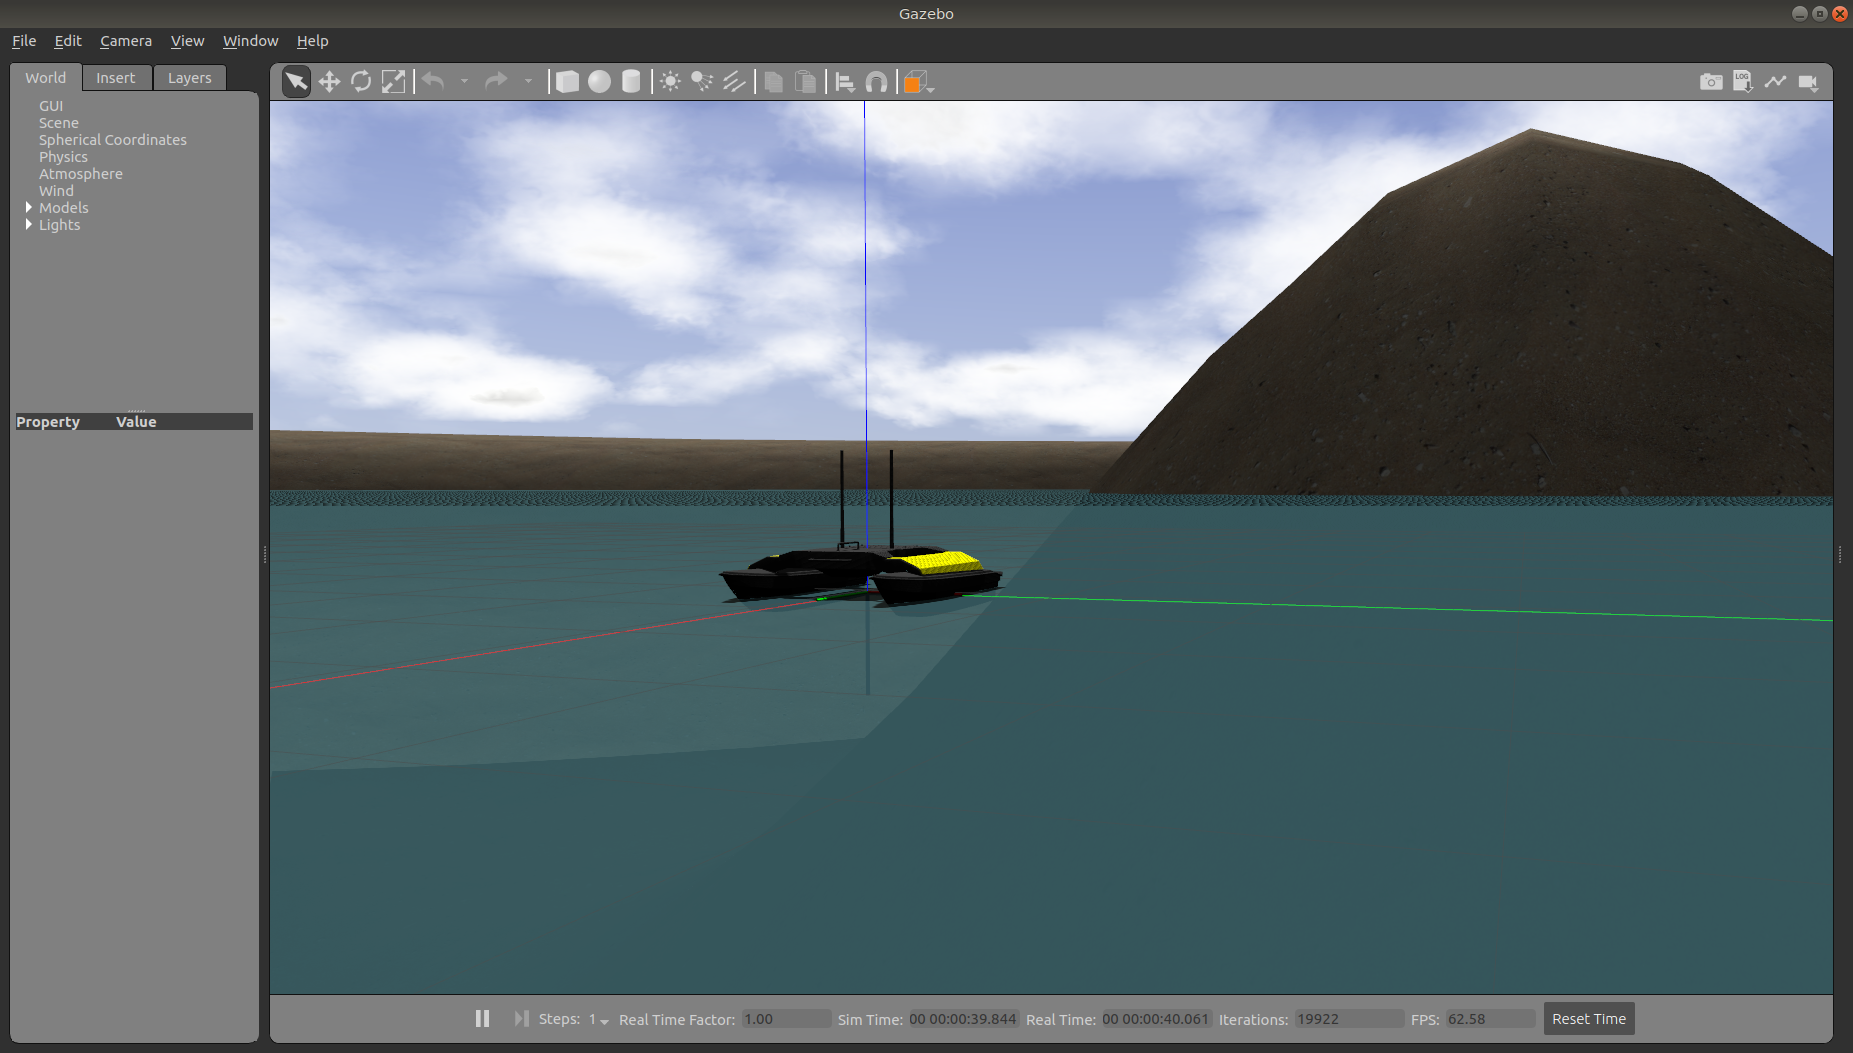 Gazebo
File Edit Camera View Window Help
World Insert Layers
LOG
GUI
Scene
Spherical Coordinates
Physics
Atmosphere
Wind
Models
Lights
Property Value
Steps: 1 Real Time Factor: 1.00 Sim Time: 00 00:00:39.844 Real Time: 00 00:00:40.061 Iterations: 19922 FPS: 62.58 Reset Time